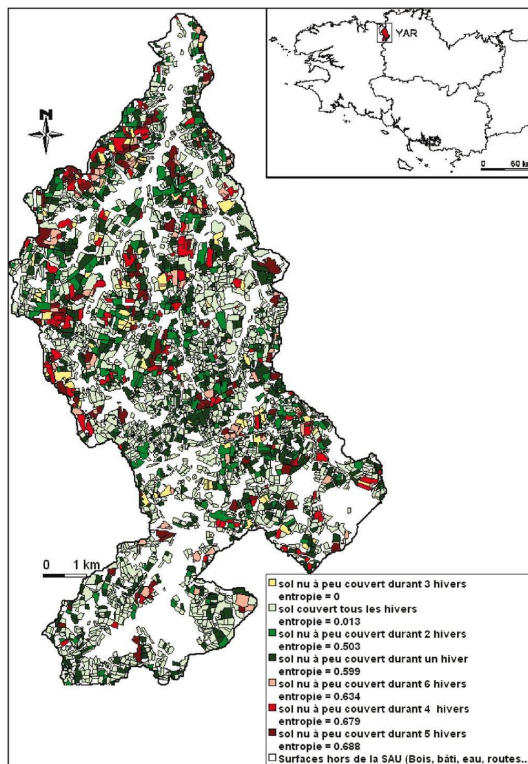 YAR
0 60 km
N
0 1 km
sol nu à peu couvert durant 3 hivers
entropie = 0
sol couvert tous les hivers
entropie = 0.013
sol nu à peu couvert durant 2 hivers
entropie = 0.503
sol nu à peu couvert durant un hiver
entropie = 0.599
sol nu à peu couvert durant 6 hivers
entropie = 0.634
sol nu à peu couvert durant 4 hivers
entropie = 0.679
sol nu à peu couvert durant 5 hivers
entropie = 0.688
Surfaces hors de la SAU (Bois, bâti, eau, routes...